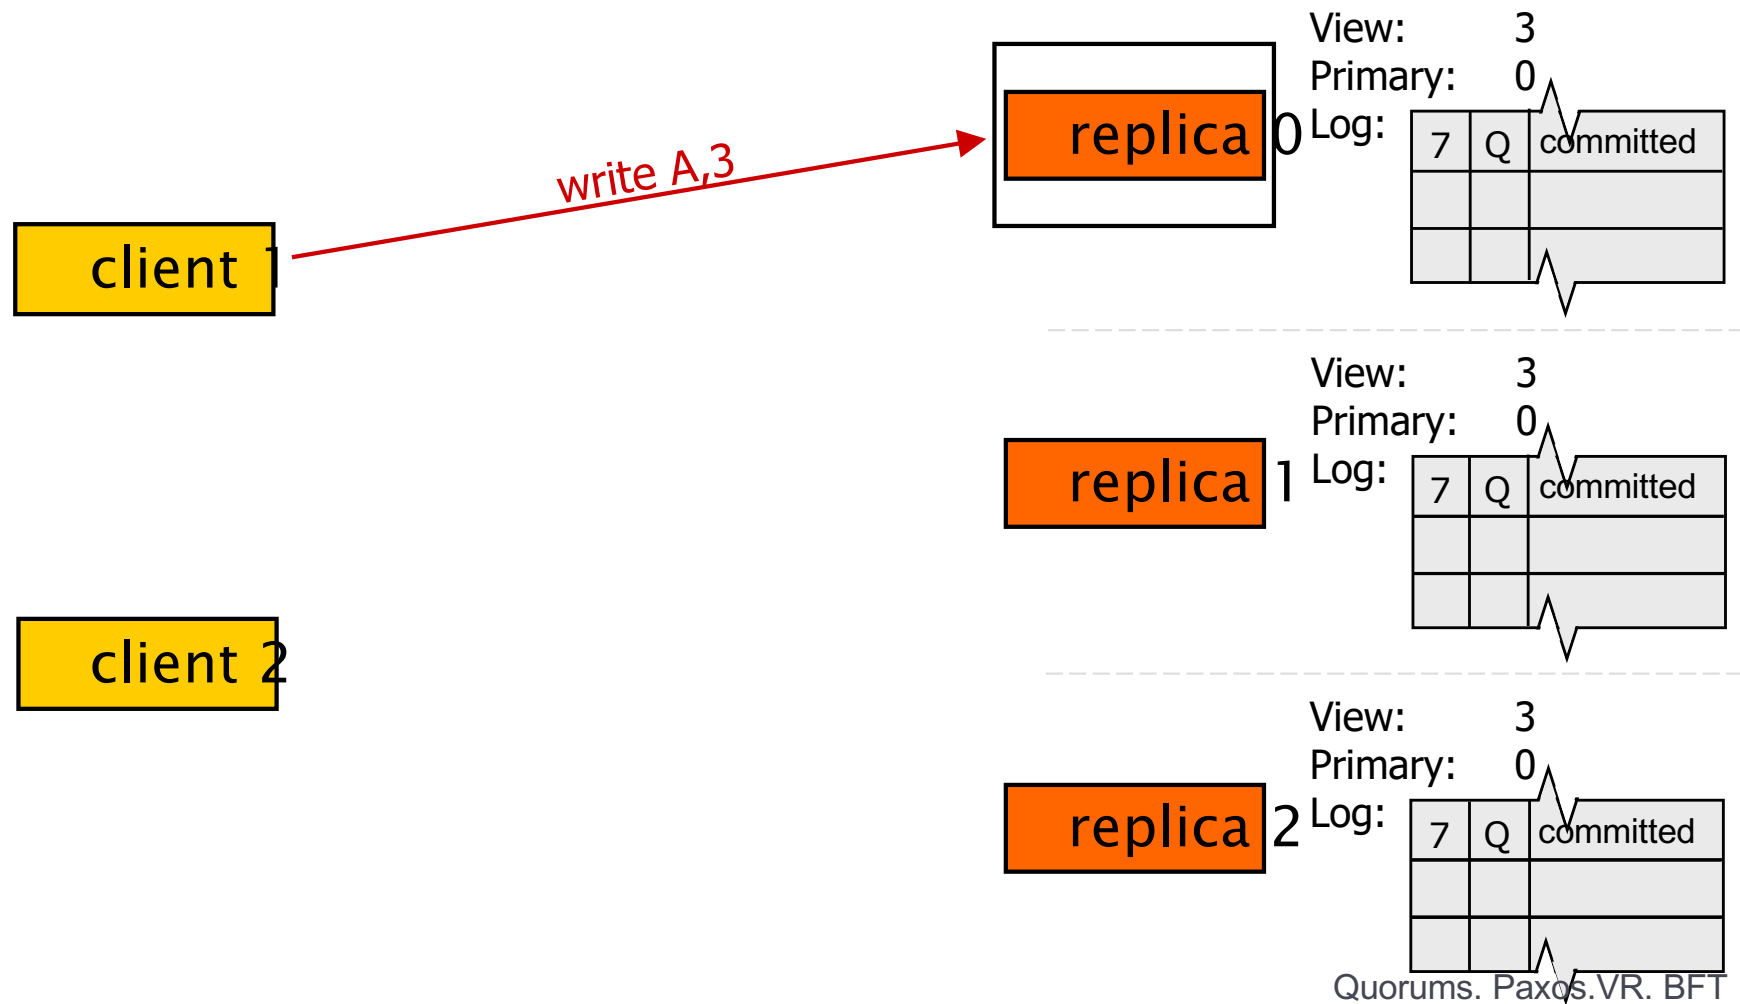 View: 3
Primary: 0
replica 0
Log:
7 Q committed
write A,3
client 1
View: 3
Primary: 0
replica 1
Log:
7 Q committed
client 2
View: 3
Primary: 0
replica 2
Log:
7 Q committed
Quorums. Paxos.VR. BFT